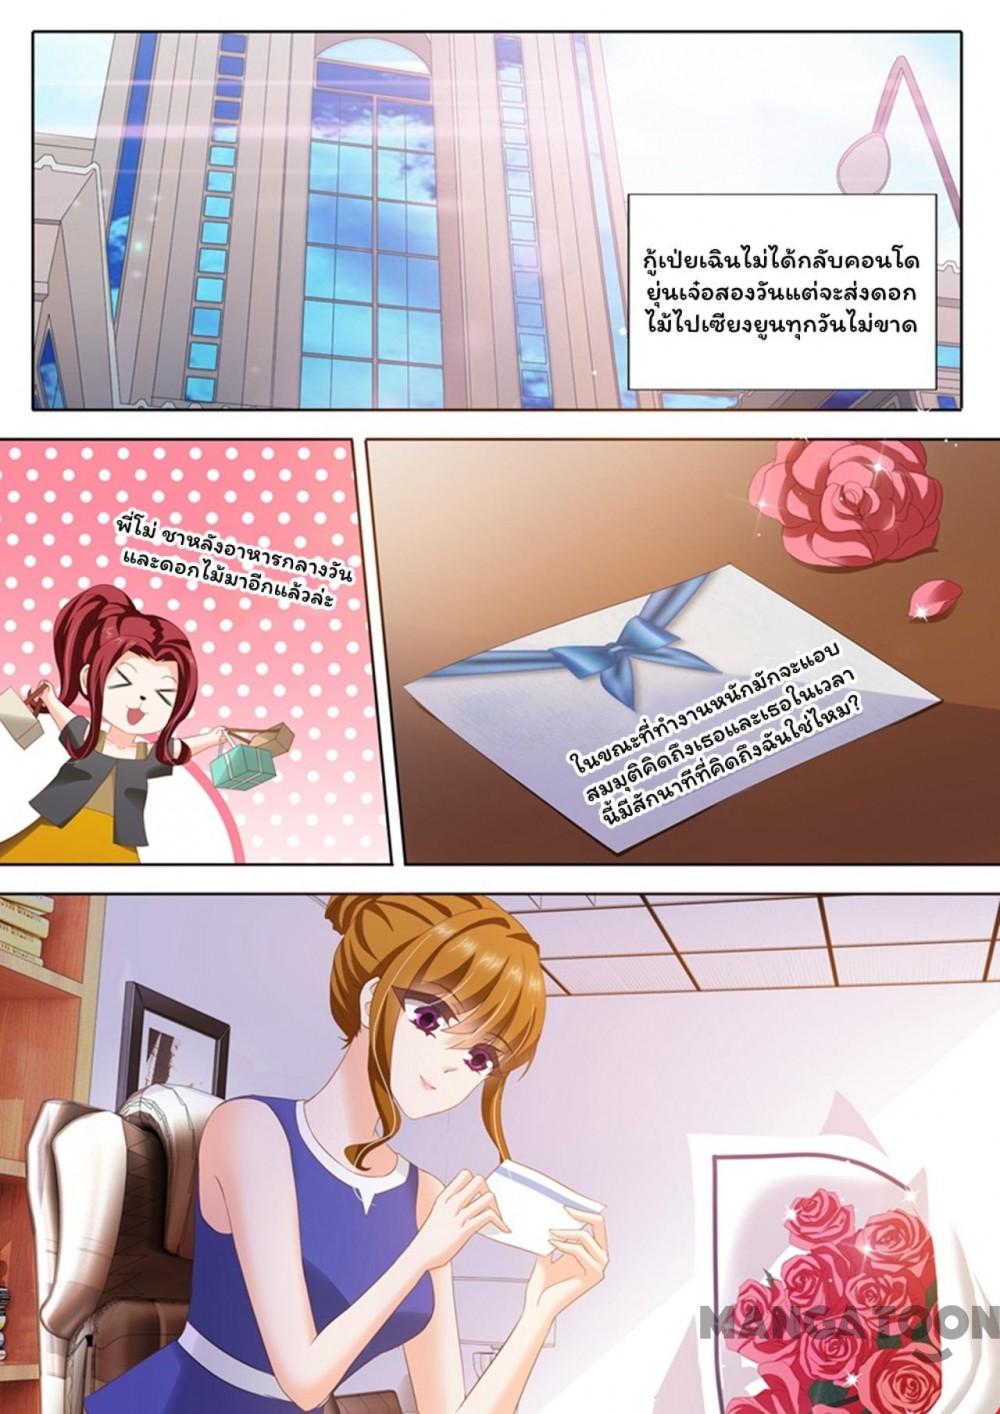 กู้เป่ยเฉินไม่ได้กลับคอนโด
ยุ่นเจ๋อสองวันแต่จะส่งดอก
ไม้ไปเซียงยูนทุกวันไม่ขาด
พี่โม่ ชาหลังอาหารกลางวัน
และดอกไม้มาอีกแล้วล่ะ
ในขณะที่ทำงานหนักมักจะแอบ
สมมุติคิดถึงเธอและเธอในเวลา
นี้มีสักนาทีที่คิดถึงฉันใช่ไหม?
MANGATOON